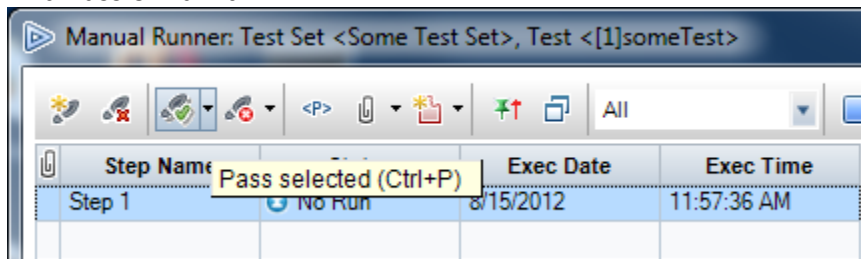 Manual Runner: Test Set <Some Test Set>, Test <[1]someTest>
<P> All
Step Name Exec Date Exec Time
Pass selected (Ctrl+P)
Step 1 No Run 8/15/2012 11:57:36 AM